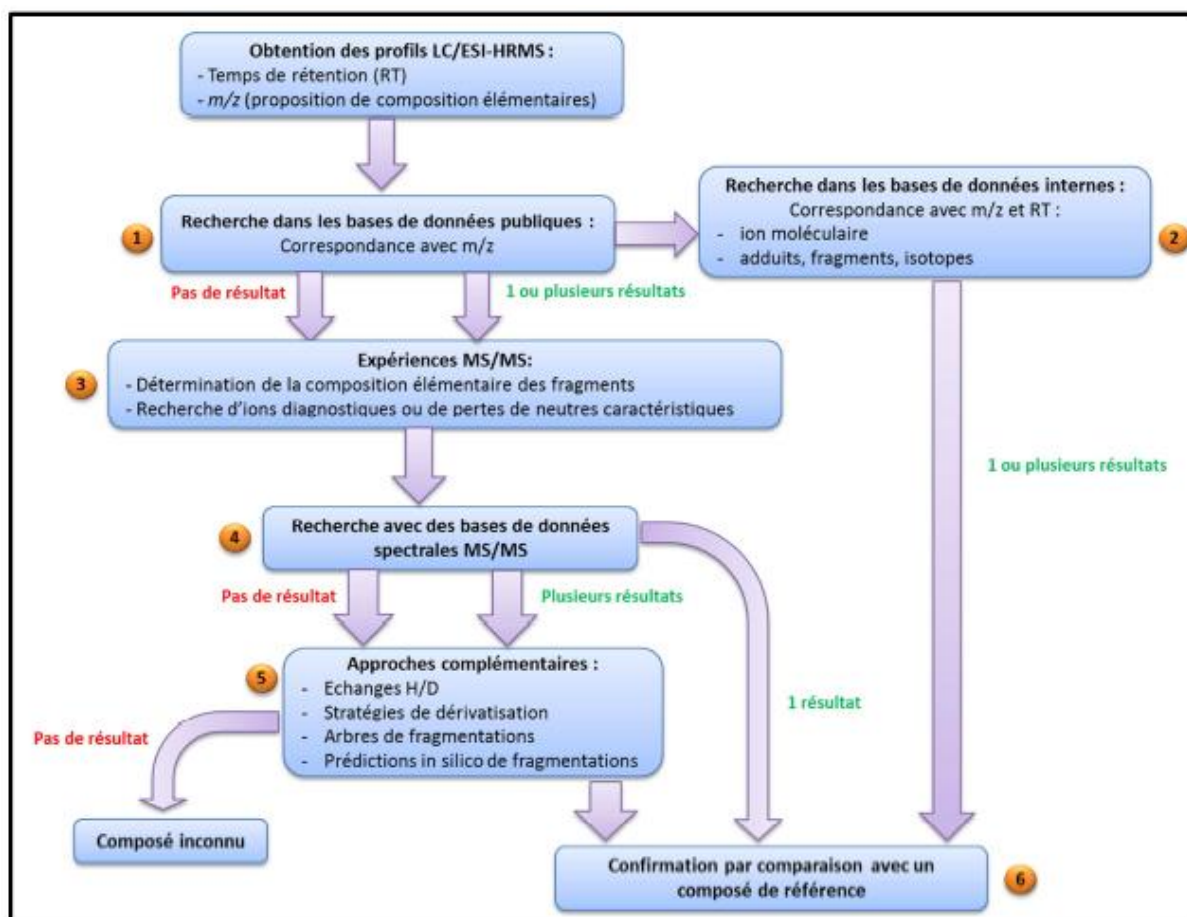 Obtention des profils LC/ESI-HRMS :
- Temps de rétention (RT)
- m/z (proposition de composition élémentaires)
Recherche dans les bases de données publiques :
Correspondance avec m/z
1
Recherche dans les bases de données internes :
Correspondance avec m/z et RT :
- ion moléculaire
- adduits, fragments, isotopes
2
Pas de résultat
1 ou plusieurs résultats
Expériences MS/MS:
- Détermination de la composition élémentaire des fragments
- Recherche d'ions diagnostiques ou de pertes de neutres caractéristiques
3
1 ou plusieurs résultats
Recherche avec des bases de données
spectrales MS/MS
4
Pas de résultat
Plusieurs résultats
Approches complémentaires :
- Echanges H/D
- Stratégies de dérivatisation
- Arbres de fragmentations
- Prédictions in silico de fragmentations
5
1 résultat
Pas de résultat
Composé inconnu
Confirmation par comparaison avec un
composé de référence
6